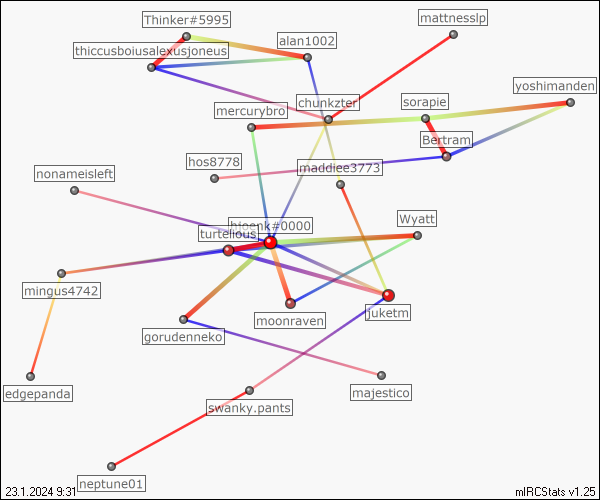 Thinker#5995
mattnesslp
alan1002
thiccusboiusalexusjoneus
yoshimanden
chunkzter
sorapie
mercurybro
Bertram
hos8778
maddiee3773
nonameisleft
Wyatt
bjoenk#0000
turtelious
mingus4742
juketm
moonraven
gorudenneko
edgepanda
majestico
swanky.pants
neptune01
23.1.2024 9:31
mIRCStats v1.25